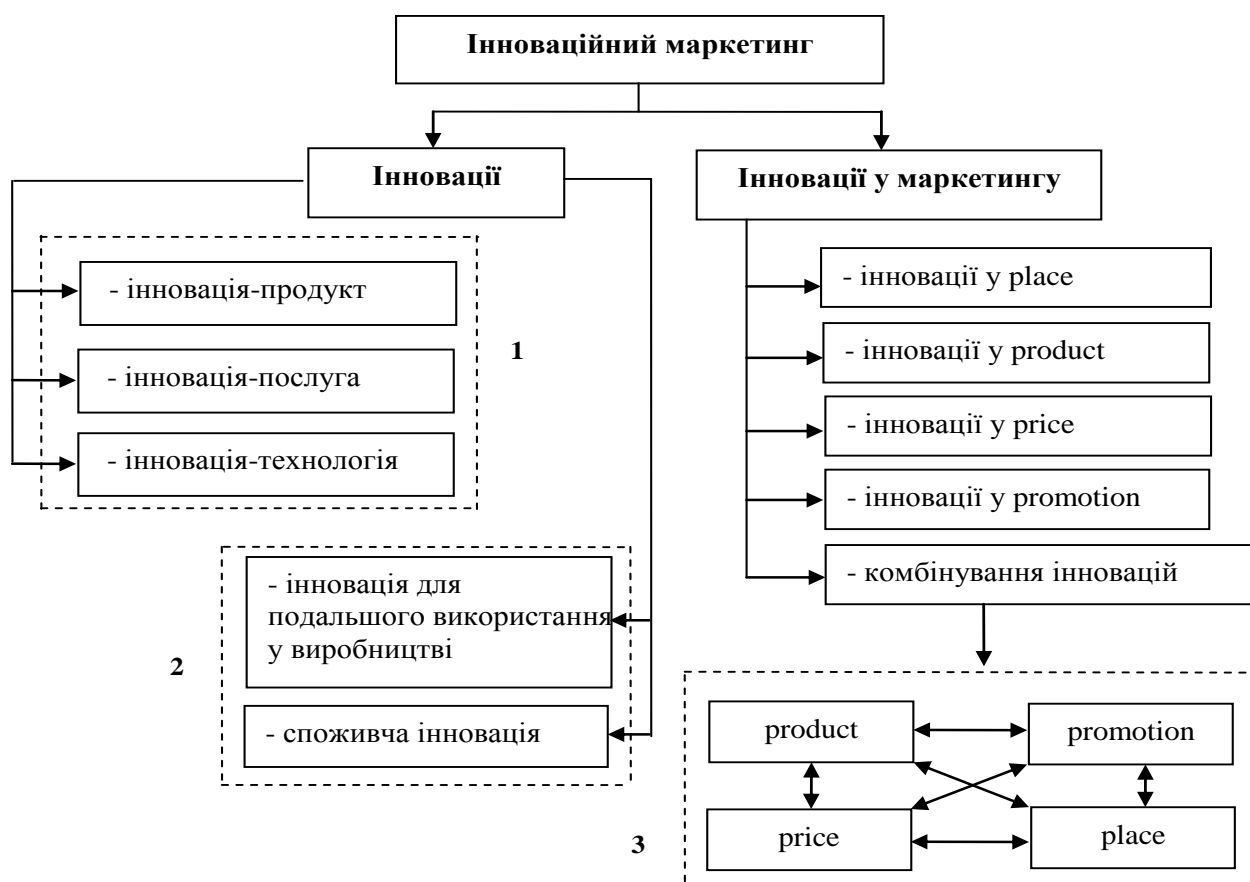 Інноваційний маркетинг
Інновації
Інновації у маркетингу
- інновація-продукт
- інновація-послуга
- інновація-технологія
1
- інновація для
подальшого використання
у виробництві
- споживча інновація
2
- інновації у place
- інновації у product
- інновації у price
- інновації у promotion
- комбінування інновацій
product
promotion
price
place
3